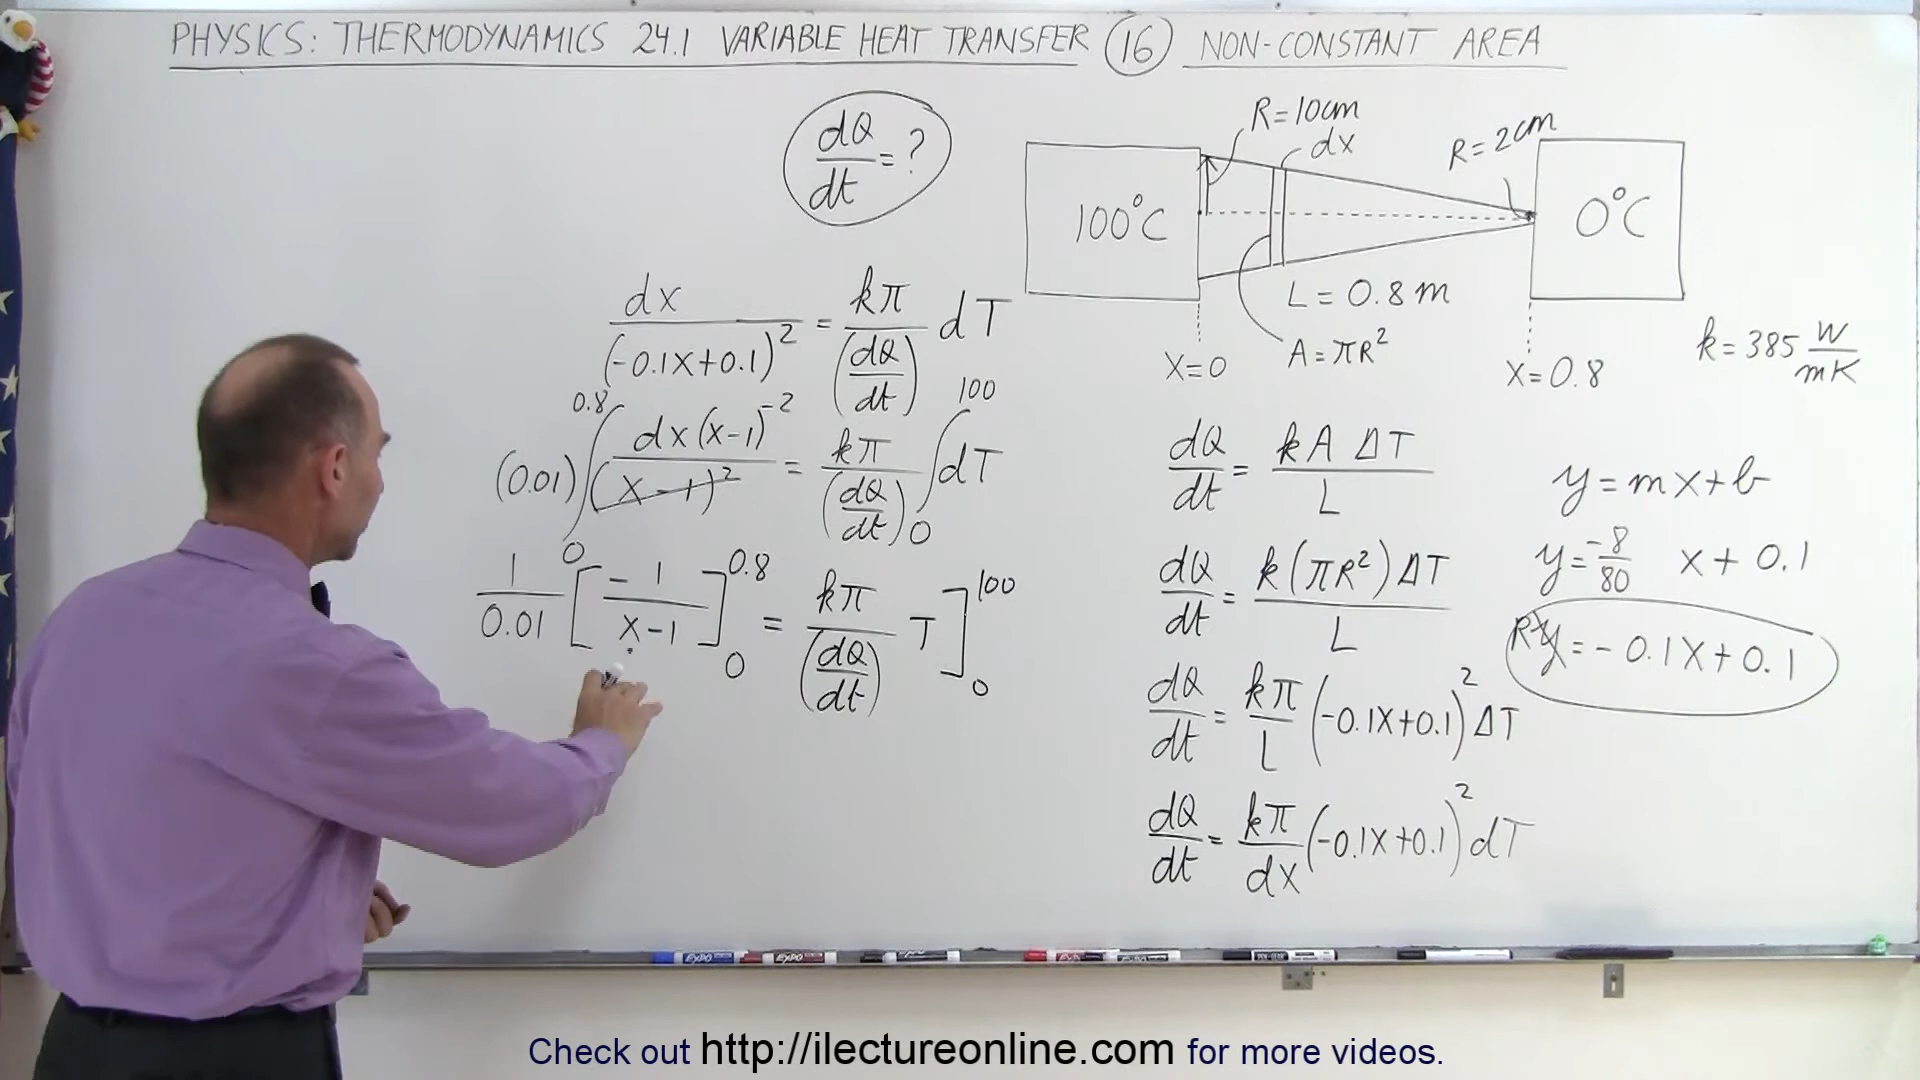 PHYSICS: THERMODYNAMICS 24.1 VARIABLE HEAT TRANSFER (16) NON-CONSTANT AREA
dQ/dt = ?
R = 10cm
dx
R = 2cm
100°C
0°C
L = 0.8 m
A = πR²
X = 0
X = 0.8
k = 385 W/mK
dx/(-0.1X+0.1)² = kπ/(dQ/dt) dT
(0.01) ∫₀^0.8 dx (x-1)^-2/(x-1)² = kπ/(dQ/dt) ∫₀^100 dT
1/0.01 [-1/(x-1)]₀^0.8 = kπ/(dQ/dt) T]₀^100
dQ/dt = kA ΔT/L
dQ/dt = k(πR²)ΔT/L
dQ/dt = kπ/L (-0.1X+0.1)² ΔT
dQ/dt = kπ/dx (-0.1X+0.1)² dT
y = mx+b
y = -8/80 x + 0.1
R y = -0.1X+0.1
EXPO
EXPO
EXPO
Check out http://ilectureonline.com for more videos.